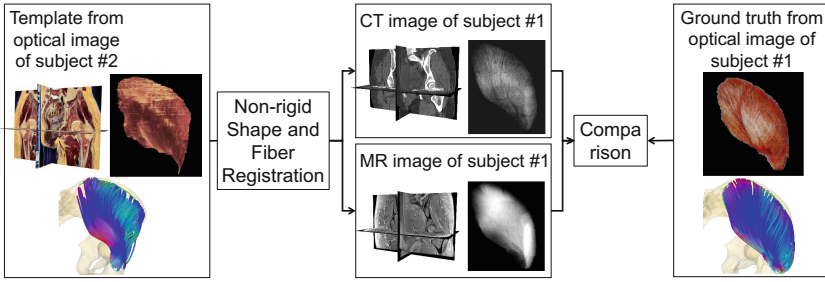 Template from
optical image
of subject #2
Non-rigid
Shape and
Fiber
Registration
CT image of subject #1
MR image of subject #1
Compa
rison
Ground truth from
optical image of
subject #1